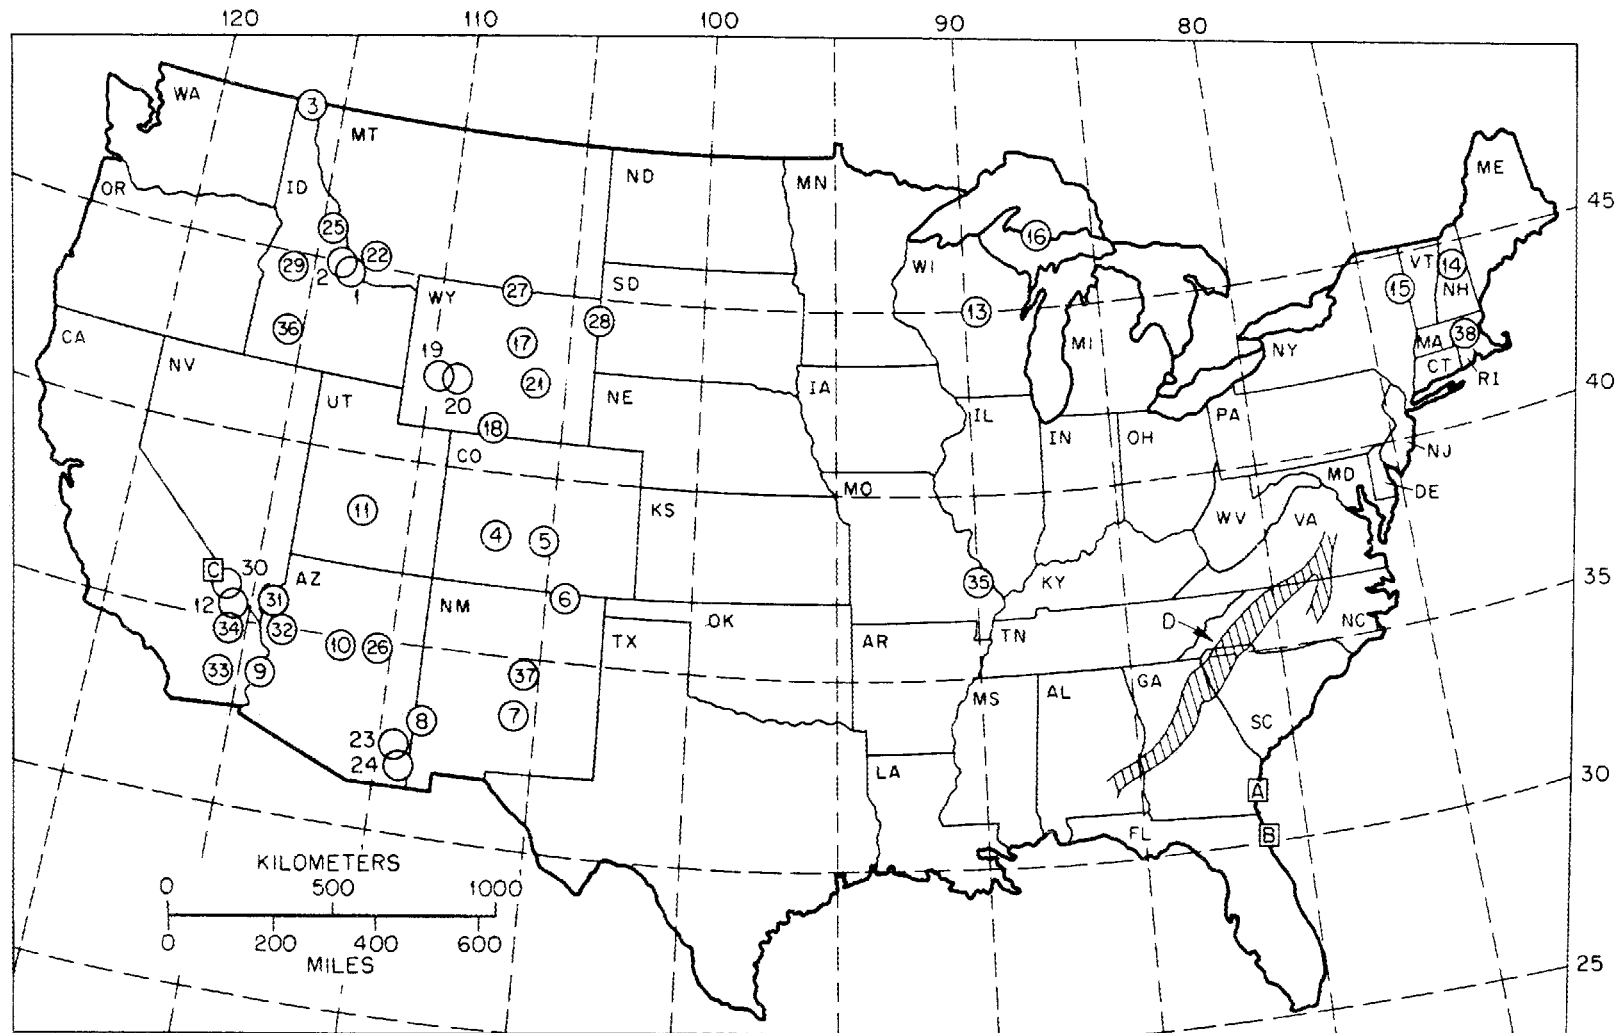 120 110 100 90 80
WA 3
MT
OR ID ND MN ME
45
25
29 2 1 22
16
WI VT 14
15 NH
27 SD
WY
28
13
36
17
CA NV
19 20 21
MI NY MA 38
CT RI
IA
40
UT NE
18
IL IN OH PA
CO
NJ
MD
DE
11 KS MO
4 5
WV VA
C 30
AZ
12 31
6
35 KY
35
34 32
NM
10 26
TX OK AR TN
D
NC
33 9
37
7
8
MS AL GA
SC
23
24
LA
A
30
FL B
KILOMETERS
0 500 1000
0 200 400 600
MILES
25